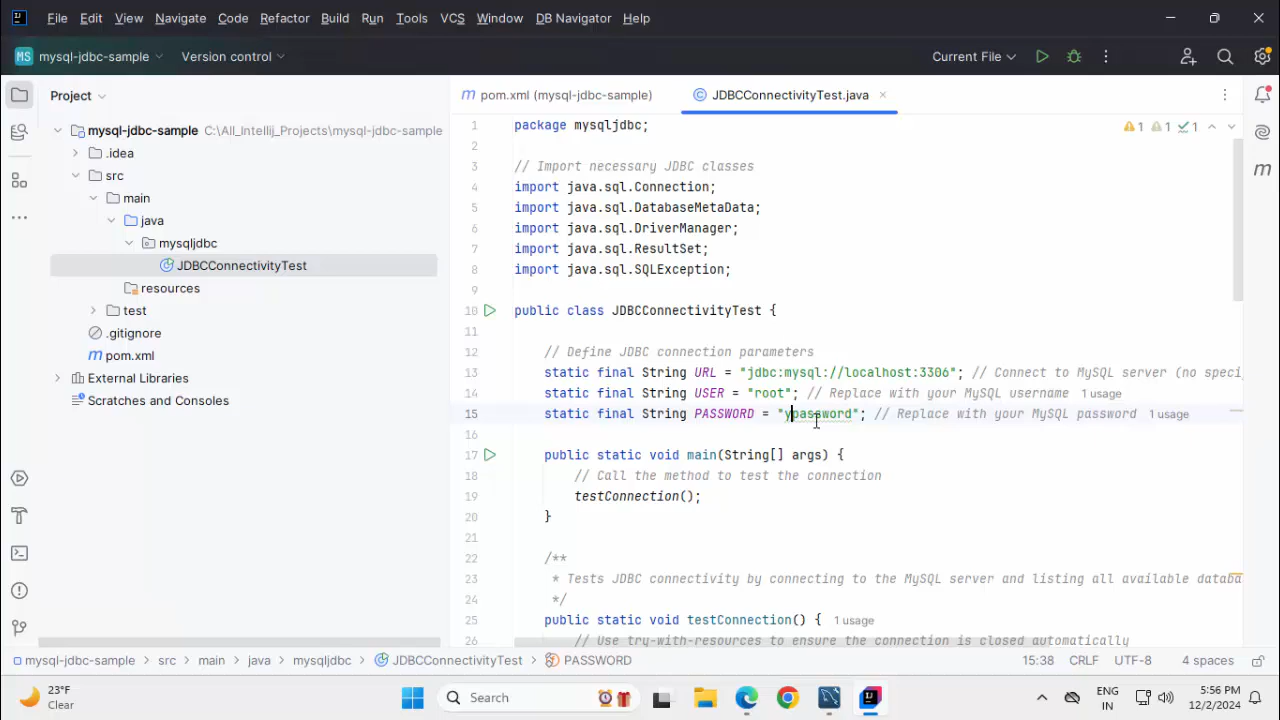 File Edit View Navigate Code Refactor Build Run Tools VCS Window DB Navigator Help
MS mysql-jdbc-sample Version control Current File
Project
pom.xml (mysql-jdbc-sample) JDBCConnectivityTest.java
mysql-jdbc-sample C:\All_Intellij_Projects\mysql-jdbc-sample
.idea
src
main
java
mysqljdbc
JDBCConnectivityTest
resources
test
.gitignore
pom.xml
External Libraries
Scratches and Consoles
1 package mysqljdbc;
1 1 1
2
3 // Import necessary JDBC classes
4 import java.sql.Connection;
5 import java.sql.DatabaseMetaData;
6 import java.sql.DriverManager;
7 import java.sql.ResultSet;
8 import java.sql.SQLException;
9
10 public class JDBCConnectivityTest {
11
12 // Define JDBC connection parameters
13 static final String URL = "jdbc:mysql://localhost:3306"; // Connect to MySQL server (no speci
14 static final String USER = "root"; // Replace with your MySQL username 1 usage
15 static final String PASSWORD = "ypassword"; // Replace with your MySQL password 1 usage
16
17 public static void main(String[] args) {
18 // Call the method to test the connection
19 testConnection();
20 }
21
22 /**
23 * Tests JDBC connectivity by connecting to the MySQL server and listing all available databa
24 */
25 public static void testConnection() { 1 usage
26 // Use try-with-resources to ensure the connection is closed automatically
mysql-jdbc-sample > src > main > java > mysqljdbc > JDBCConnectivityTest > PASSWORD 15:38 CRLF UTF-8 4 spaces
23°F
Clear
Search
ENG
IN
5:56 PM
12/2/2024